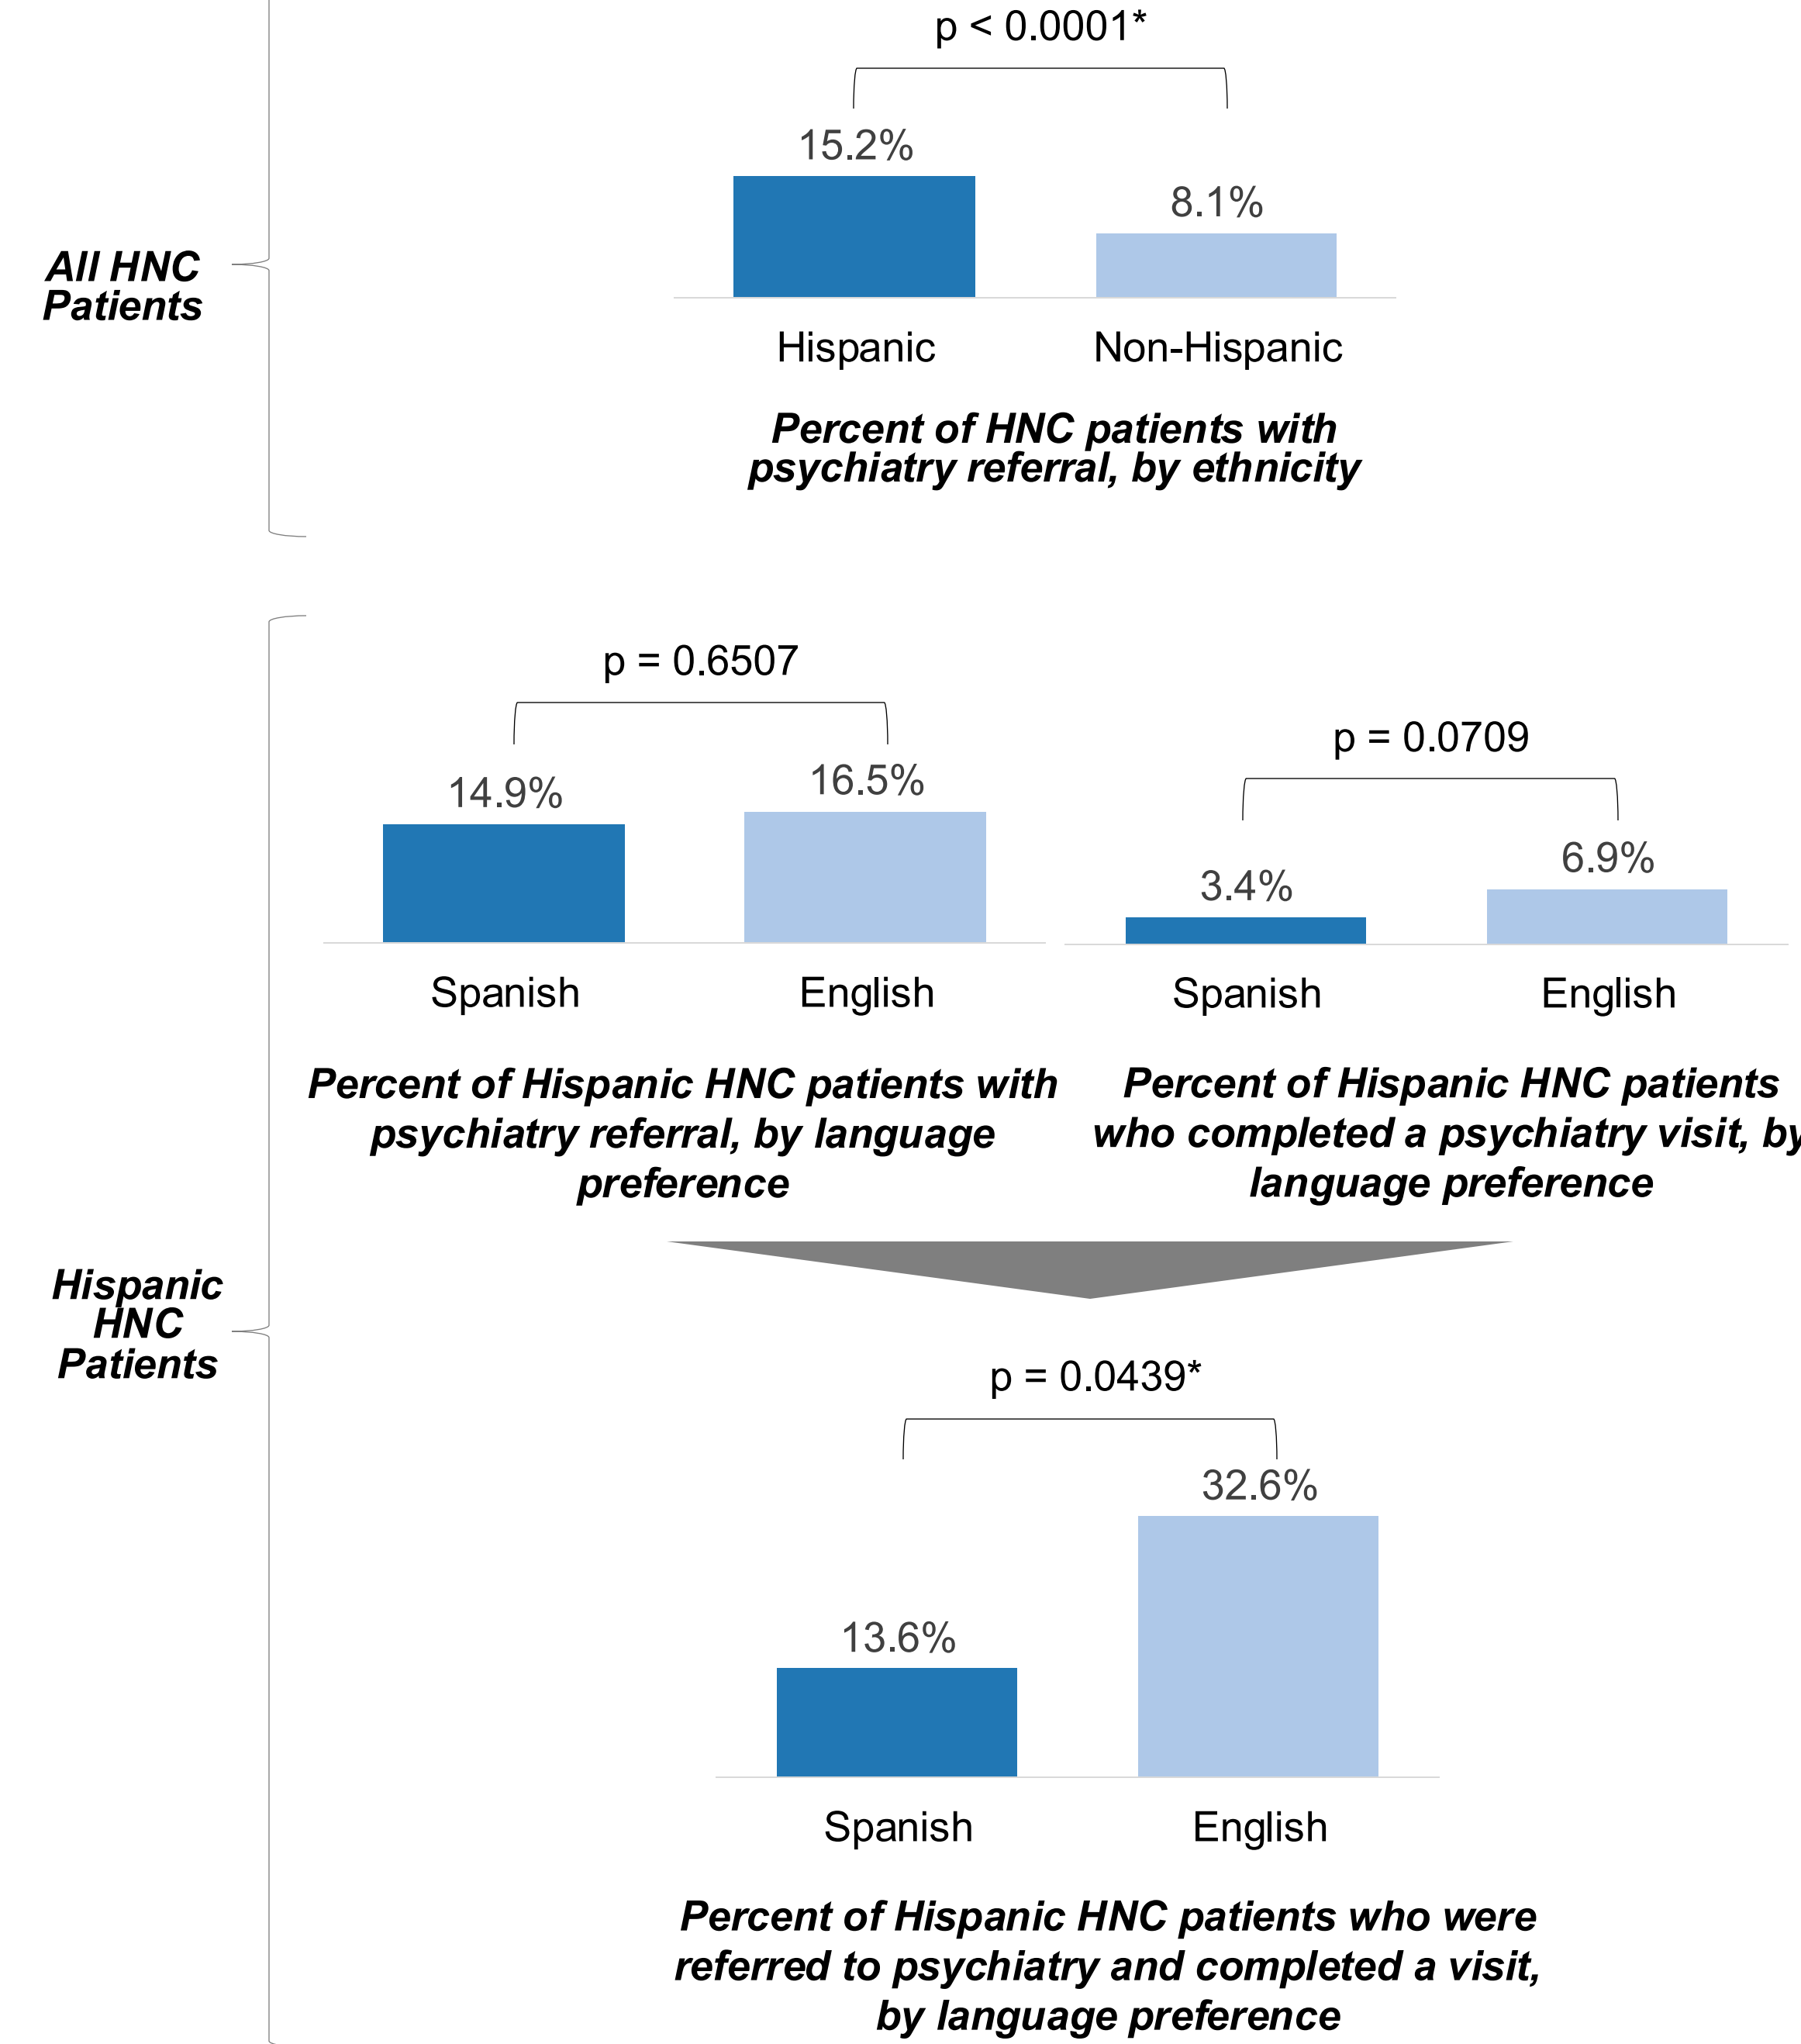 p < 0.0001*
15.2%
8.1%
All HNC
Patients
Hispanic
Non-Hispanic
Percent of HNC patients with
psychiatry referral, by ethnicity
p = 0.6507
14.9%
16.5%
Spanish
English
Percent of Hispanic HNC patients with
psychiatry referral, by language
preference
p = 0.0709
3.4%
6.9%
Spanish
English
Percent of Hispanic HNC patients
who completed a psychiatry visit, by
language preference
Hispanic
HNC
Patients
p = 0.0439*
13.6%
32.6%
Spanish
English
Percent of Hispanic HNC patients who were
referred to psychiatry and completed a visit,
by language preference